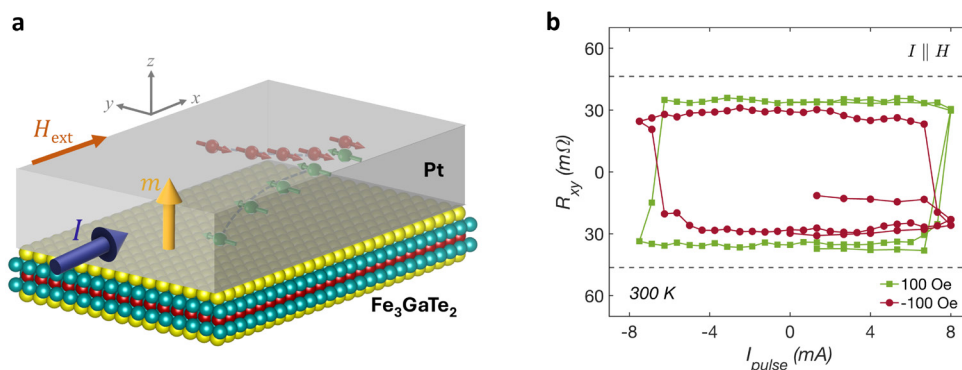 a
z
y
x
H_ext
Pt
m
I
Fe₃GaTe₂
b
I ∥ H
R_xy (mΩ)
60
30
0
30
60
300 K
100 Oe
-100 Oe
-8 -4 0 4 8
I_pulse (mA)